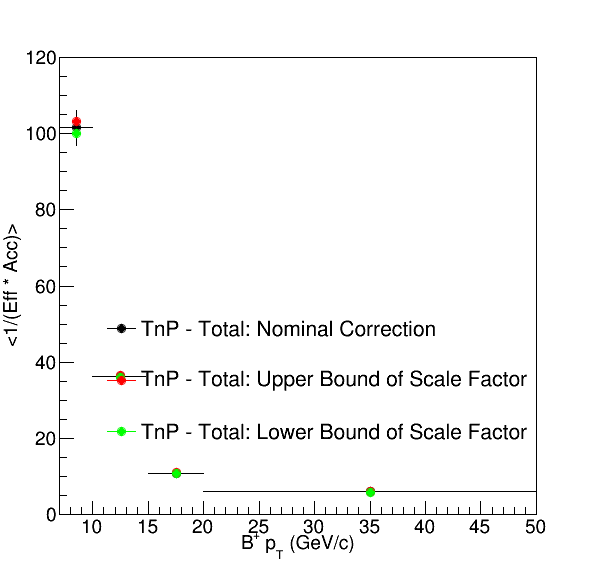 120
100
80
60
40
20
0
<1/(Eff * Acc)>
TnP - Total: Nominal Correction
TnP - Total: Upper Bound of Scale Factor
TnP - Total: Lower Bound of Scale Factor
10 15 20 25 30 35 40 45 50
B+ pT (GeV/c)